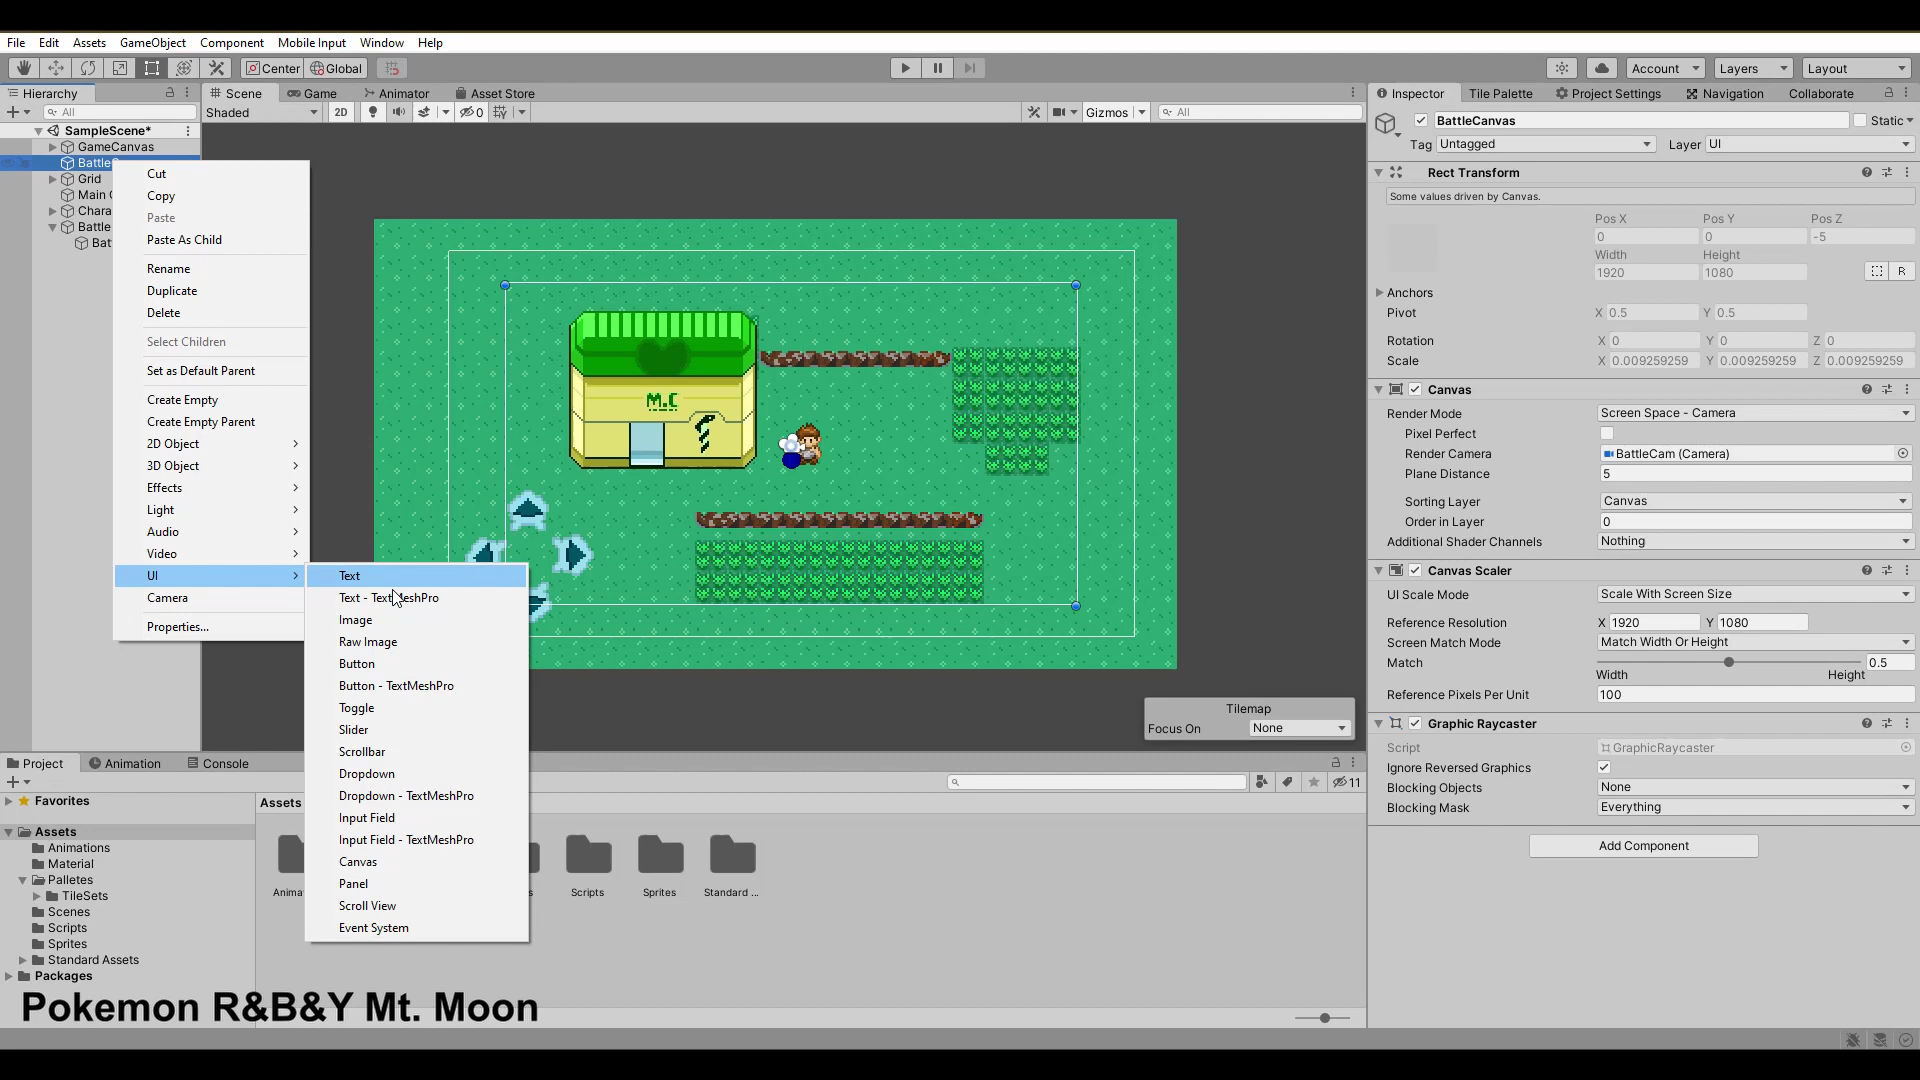 File Edit Assets GameObject Component Mobile Input Window Help
Center Global Account Layers Layout
Hierarchy Scene Game Animator Asset Store Inspector Tile Palette Project Settings Navigation Collaborate
All Shaded 2D 0 Gizmos All
SampleScene*
GameCanvas
Grid
Main
Battle
Cut
Copy
Paste
Paste As Child
Rename
Duplicate
Delete
Select Children
Set as Default Parent
Create Empty
Create Empty Parent
2D Object
3D Object
Effects
Light
Audio
Video
UI
Camera
Properties...
Text
Text - TextMeshPro
Image
Raw Image
Button
Button - TextMeshPro
Toggle
Slider
Scrollbar
Dropdown
Dropdown - TextMeshPro
Input Field
Input Field - TextMeshPro
Canvas
Panel
Scroll View
Event System
M.C
Tilemap
Focus On None
BattleCanvas Static
Tag Untagged Layer UI
Rect Transform
Some values driven by Canvas.
Pos X Pos Y Pos Z
0 0 -5
Width Height
1920 1080 R
Anchors
Pivot X 0.5 Y 0.5
Rotation X 0 Y 0 Z 0
Scale X 0.009259259 Y 0.009259259 Z 0.009259259
Canvas
Render Mode Screen Space - Camera
Pixel Perfect
Render Camera BattleCam (Camera)
Plane Distance 5
Sorting Layer Canvas
Order in Layer 0
Additional Shader Channels Nothing
Canvas Scaler
UI Scale Mode Scale With Screen Size
Reference Resolution X 1920 Y 1080
Screen Match Mode Match Width Or Height
Match 0.5
Width Height
Reference Pixels Per Unit 100
Graphic Raycaster
Script GraphicRaycaster
Ignore Reversed Graphics
Blocking Objects None
Blocking Mask Everything
Add Component
Project Animation Console
11
Favorites
Assets
Animations
Material
Palletes
TileSets
Scenes
Scripts
Sprites
Standard Assets
Packages
Assets
Scripts Sprites Standard ...
Pokemon R&B&Y Mt. Moon